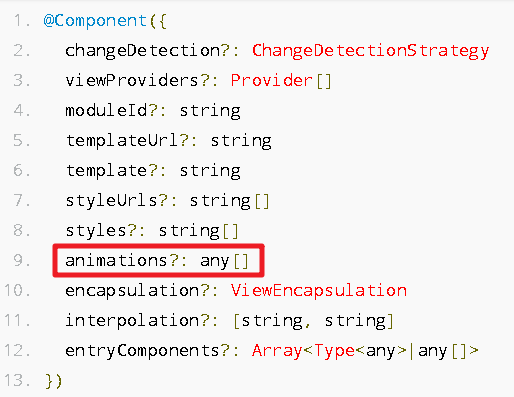 1. @Component({
2. changeDetection?: ChangeDetectionStrategy
3. viewProviders?: Provider[]
4. moduleId?: string
5. templateUrl?: string
6. template?: string
7. styleUrls?: string[]
8. styles?: string[]
9. animations?: any[]
10. encapsulation?: ViewEncapsulation
11. interpolation?: [string, string]
12. entryComponents?: Array<Type<any>|any[]>
13. })